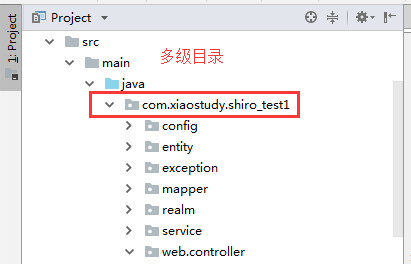 1: Project
Project
src
main
多级目录
java
com.xiaostudy.shiro_test1
config
entity
exception
mapper
realm
service
web.controller